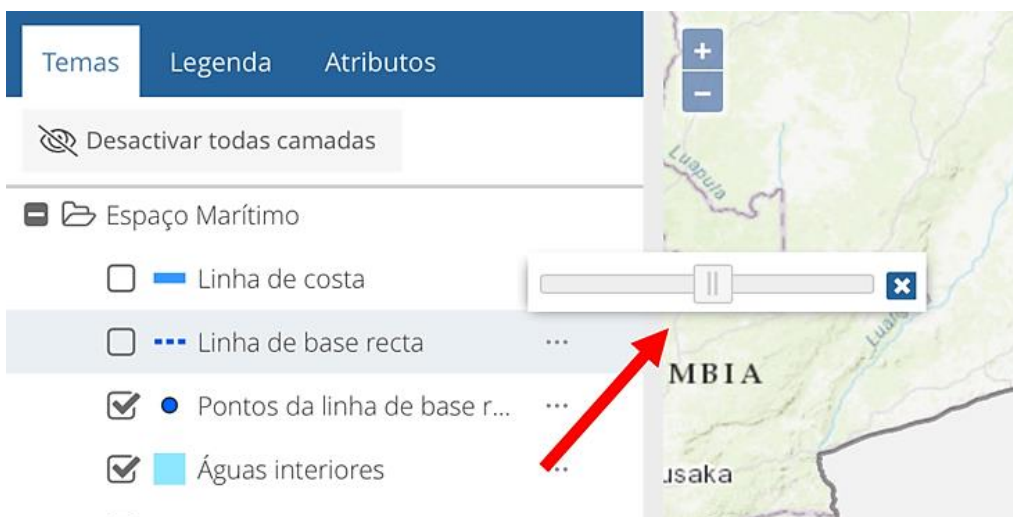 Temas Legenda Atributos
Desactivar todas camadas
Espaço Marítimo
Linha de costa
Linha de base recta
...
Pontos da linha de base r...
...
Águas interiores
+
−
Luapula
MBIA
usaka